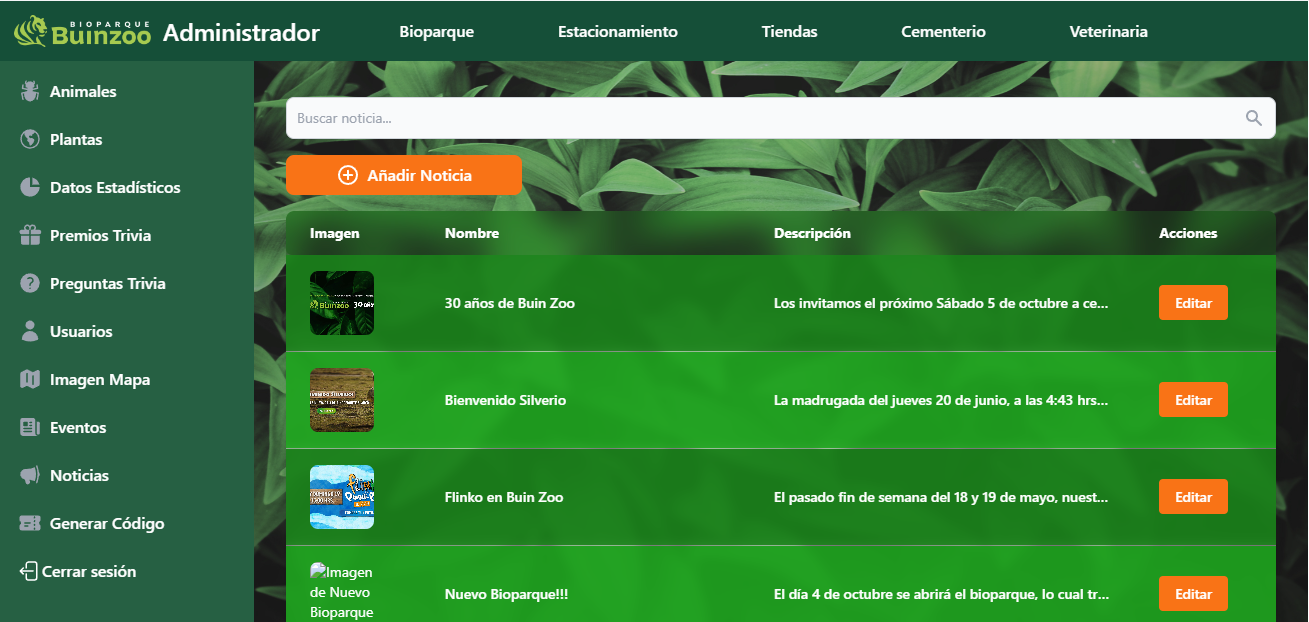 BIOPARQUE
Buinzoo
Administrador
Bioparque
Estacionamiento
Tiendas
Cementerio
Veterinaria
Animales
Plantas
Datos Estadísticos
Premios Trivia
Preguntas Trivia
Usuarios
Imagen Mapa
Eventos
Noticias
Generar Código
Cerrar sesión
Buscar noticia...
Añadir Noticia
Imagen Nombre Descripción Acciones
Buinzoo
30 años de Buin Zoo Los invitamos el próximo Sábado 5 de octubre a ce... Editar
Bienvenido Silverio La madrugada del jueves 20 de junio, a las 4:43 hrs... Editar
Flinko en Buin Zoo El pasado fin de semana del 18 y 19 de mayo, nuest... Editar
Imagen
de Nuevo
Bioparque
Nuevo Bioparque!!! El día 4 de octubre se abrirá el bioparque, lo cual tr... Editar